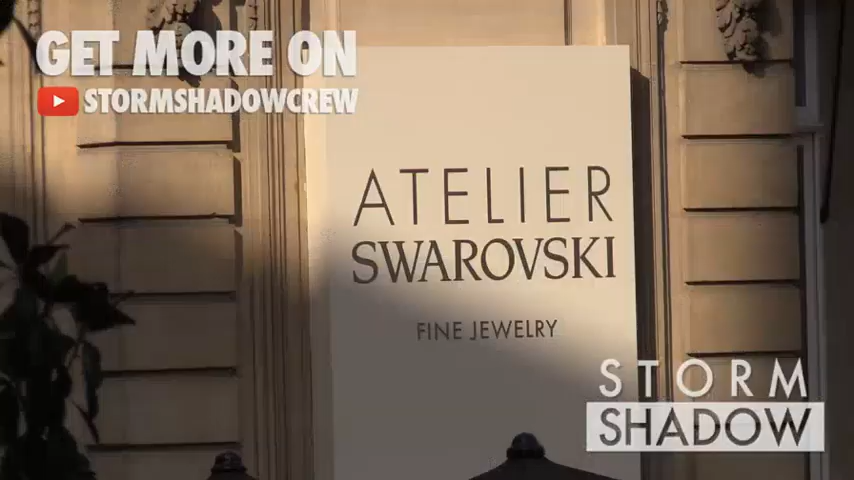 GET MORE ON
STORMSHADOWCREW
ATELIER
SWAROVSKI
FINE JEWELRY
STORM
SHADOW